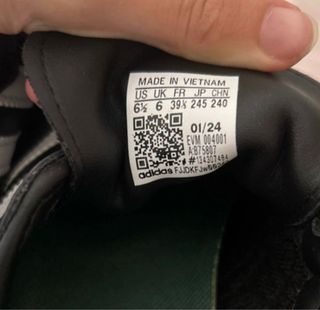 MADE IN VIETNAM
US UK FR JP CHN
6½ 6 39⅓ 245 240
01/24
EVM 004001
#134307484
adidas